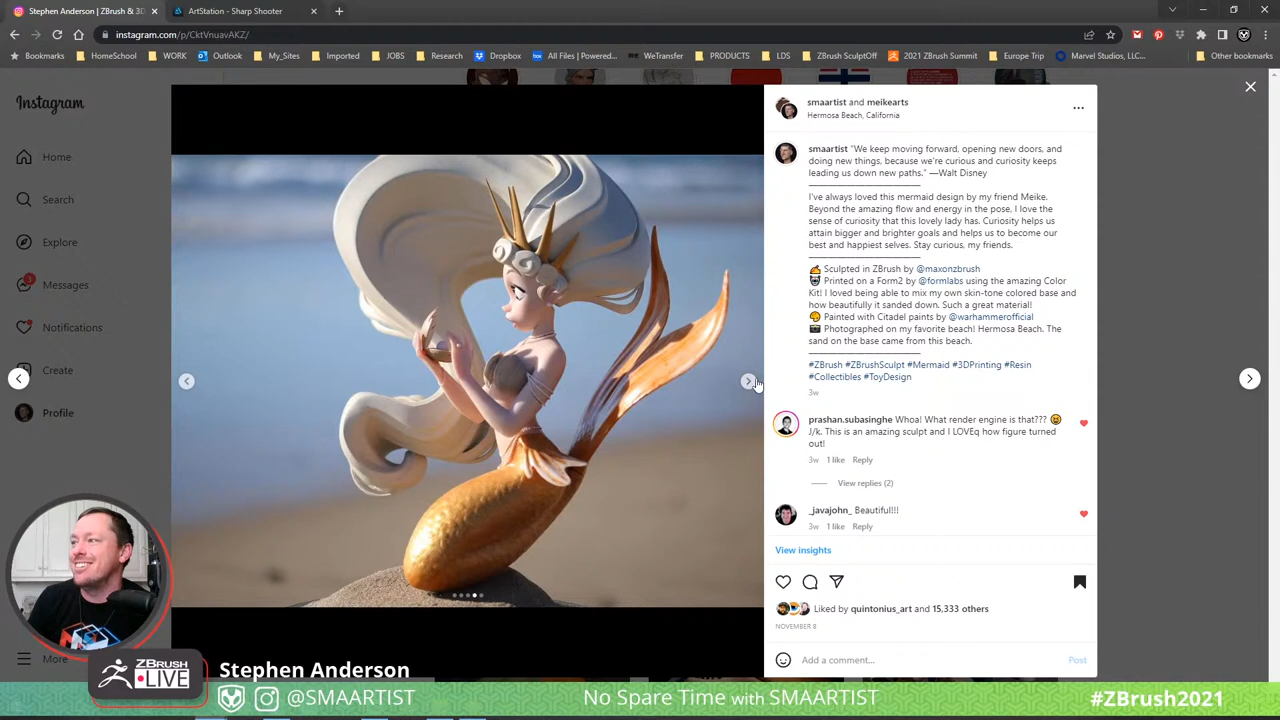 Stephen Anderson | ZBrush & 3D
ArtStation - Stephen Anderson
instagram.com/p/CktVnuavAKZ/
Bookmarks HomeSchool WORK Outlook My_Sites Imported Jobs Research Dropbox All Files | Powered... WeTransfer PRODUCTS LDS ZBrush SculptOff 2021 ZBrush Summit Europe Trip Marvel Studios, LLC... Other bookmarks
Instagram
Home
Search
Explore
3
Messages
Notifications
Create
Profile
More
smaartist and meikearts
Hermosa Beach, California
smaartist "We keep moving forward, opening new doors, and
doing new things, because we're curious and curiosity keeps
leading us down new paths." —Walt Disney
I've always loved this mermaid design by my friend Meike.
Beyond the amazing flow and energy in the pose, I love the
sense of curiosity this lovely lady has. Curiosity helps us
attain bigger and brighter goals and helps us to become our
best and happiest selves. Stay curious, my friends.
Sculpted in ZBrush by @maxonzbrush
Printed on a Form2 by @formlabs using the amazing Color
Kit! I loved being able to mix my own skin-tone colored base and
how beautifully it sanded down. Such a great material!
Painted with Citadel paints by @warhammerofficial
Photographed on my favorite beach! Hermosa Beach. The
sand on the base came from this beach.
#ZBrush #ZBrushSculpt #Mermaid #3DPrinting #Resin
#Collectibles #ToyDesign
3w
prashan.subasinghe Whoa! What render engine is that???
J/k. This is an amazing sculpt and I LOVEq how figure turned
out!
3w 1 like Reply
View replies (2)
_javajohn_ Beautiful!!!
3w 1 like Reply
View insights
Liked by quintonius_art and 15,333 others
NOVEMBER 8
Add a comment... Post
ZBRUSH
LIVE
Stephen Anderson
@SMAARTIST
No Spare Time with SMAARTIST
#ZBrush2021